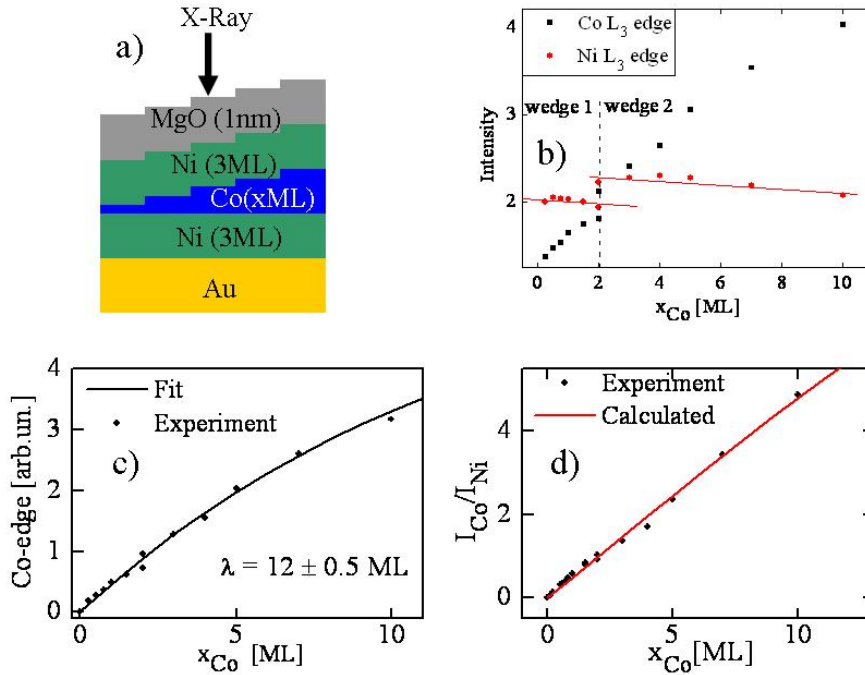 a)
X-Ray
MgO (1nm)
Ni (3ML)
Co(xML)
Ni (3ML)
Au
Co L3 edge
Ni L3 edge
wedge 1
wedge 2
b)
Intensity
4
3
2
0 2 4 6 8 10
xCo [ML]
Fit
Experiment
c)
λ = 12 ± 0.5 ML
Co-edge [arb.un.]
4
3
2
1
0
0 5 10
xCo [ML]
Experiment
Calculated
d)
ICo/INi
4
2
0
0 5 10
xCo [ML]